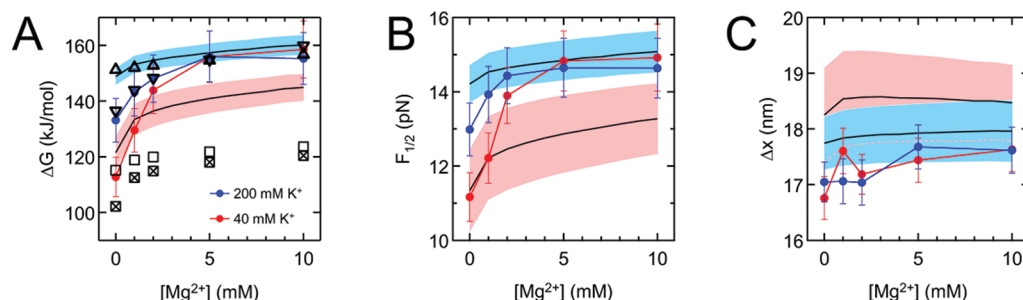 A
ΔG (kJ/mol)
160
140
120
100
200 mM K⁺
40 mM K⁺
0
5
10
[Mg²⁺] (mM)
B
F₁/₂ (pN)
16
14
12
10
0
5
10
[Mg²⁺] (mM)
C
Δx (nm)
20
19
18
17
16
0
5
10
[Mg²⁺] (mM)